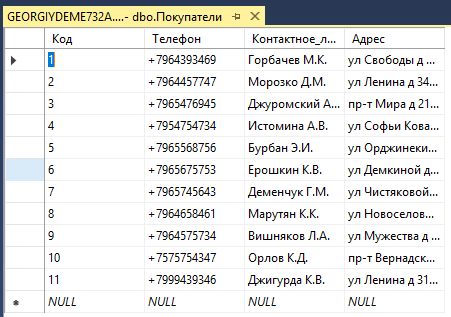 GEORGIYDEME732A....- dbo.Покупатели
Код Телефон Контактное_л... Адрес
1 +7964393469 Горбачев М.К. ул Свободы д ...
2 +7964457747 Морозко Д.М. ул Ленина д 34...
3 +7965476945 Джуромский А... пр-т Мира д 21...
4 +7954754734 Истомина А.В. ул Софьи Кова...
5 +7965568756 Бурбан Э.И. ул Орджинеки...
6 +7965675753 Ерошкин К.В. ул Демкиной д...
7 +7965745643 Деменчук Г.М. ул Чистяковой...
8 +7964658461 Марутян К.К. ул Новоселов...
9 +7964575734 Вишняков Л.А. ул Мужества д ...
10 +7575754347 Орлов К.Д. пр-т Вернадск...
11 +7999439346 Джигурда К.В. ул Ленина д 31...
NULL NULL NULL NULL